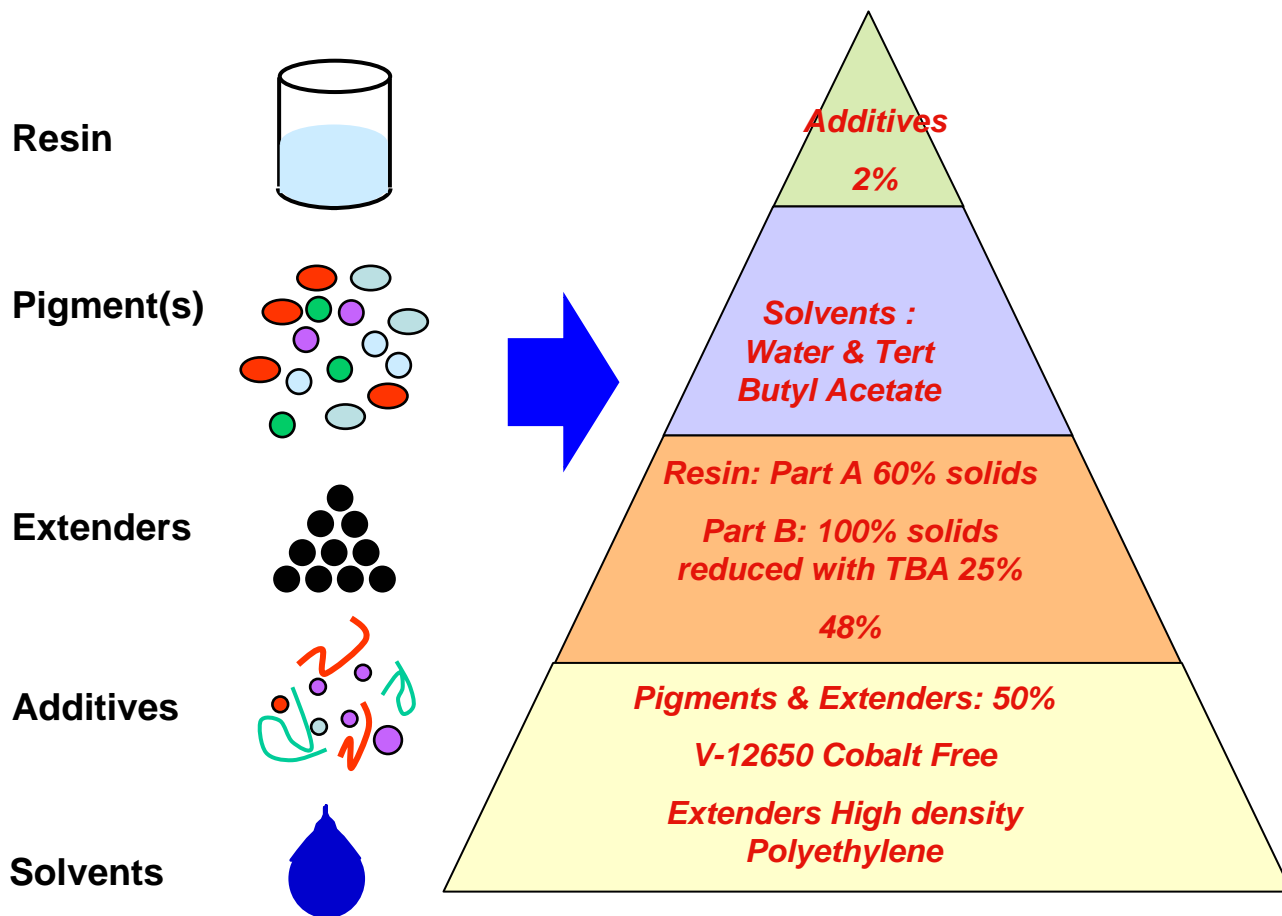 Resin
Pigment(s)
Extenders
Additives
Solvents
Additives
2%
Solvents :
Water & Tert
Butyl Acetate
Resin: Part A 60% solids
Part B: 100% solids
reduced with TBA 25%
48%
Pigments & Extenders: 50%
V-12650 Cobalt Free
Extenders High density
Polyethylene